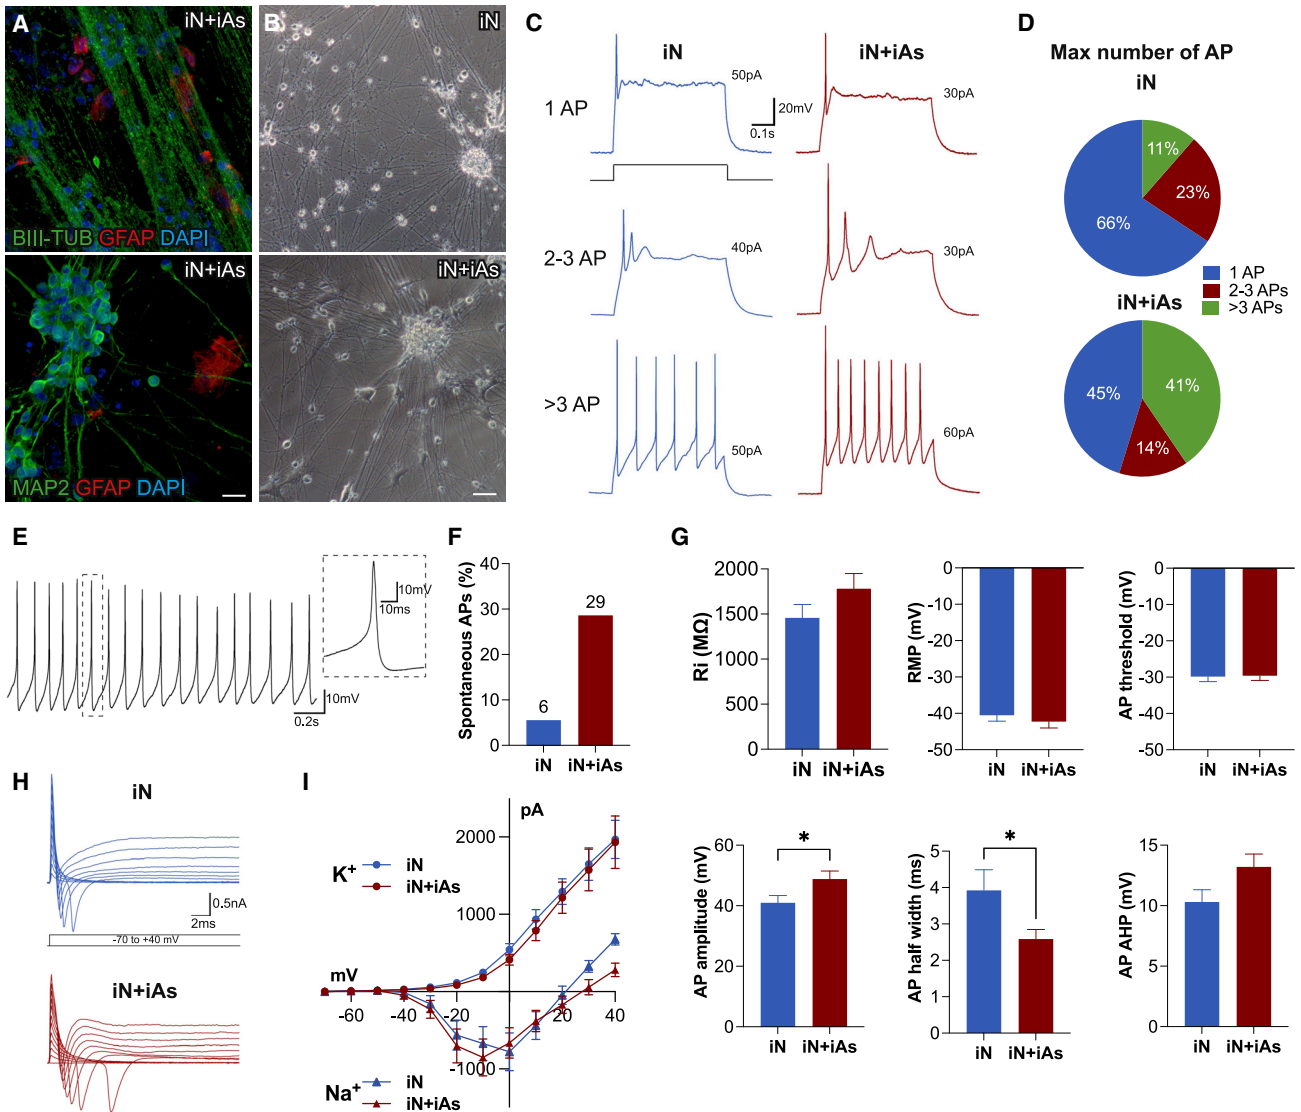 A
iN+iAs
BIII-TUB GFAP DAPI
iN+iAs
MAP2 GFAP DAPI
B
iN
iN+iAs
C
iN
iN+iAs
1 AP
50pA
20mV
0.1s
30pA
2-3 AP
40pA
30pA
>3 AP
50pA
60pA
D
Max number of AP
iN
11%
23%
66%
1 AP
2-3 APs
>3 APs
iN+iAs
45%
41%
14%
E
10mV
10ms
10mV
0.2s
F
Spontaneous APs (%)
40
30
20
10
0
6
29
iN
iN+iAs
G
Ri (MΩ)
2000
1500
1000
500
0
iN
iN+iAs
RMP (mV)
0
-10
-20
-30
-40
-50
iN
iN+iAs
AP threshold (mV)
0
-10
-20
-30
-40
-50
iN
iN+iAs
AP amplitude (mV)
60
40
20
0
*
iN
iN+iAs
AP half width (ms)
5
4
3
2
1
0
*
iN
iN+iAs
AP AHP (mV)
15
10
5
0
iN
iN+iAs
H
iN
0.5nA
2ms
-70 to +40 mV
iN+iAs
I
pA
2000
1000
-1000
K+
iN
iN+iAs
mV
-60
-40
-20
20
40
Na+
iN
iN+iAs